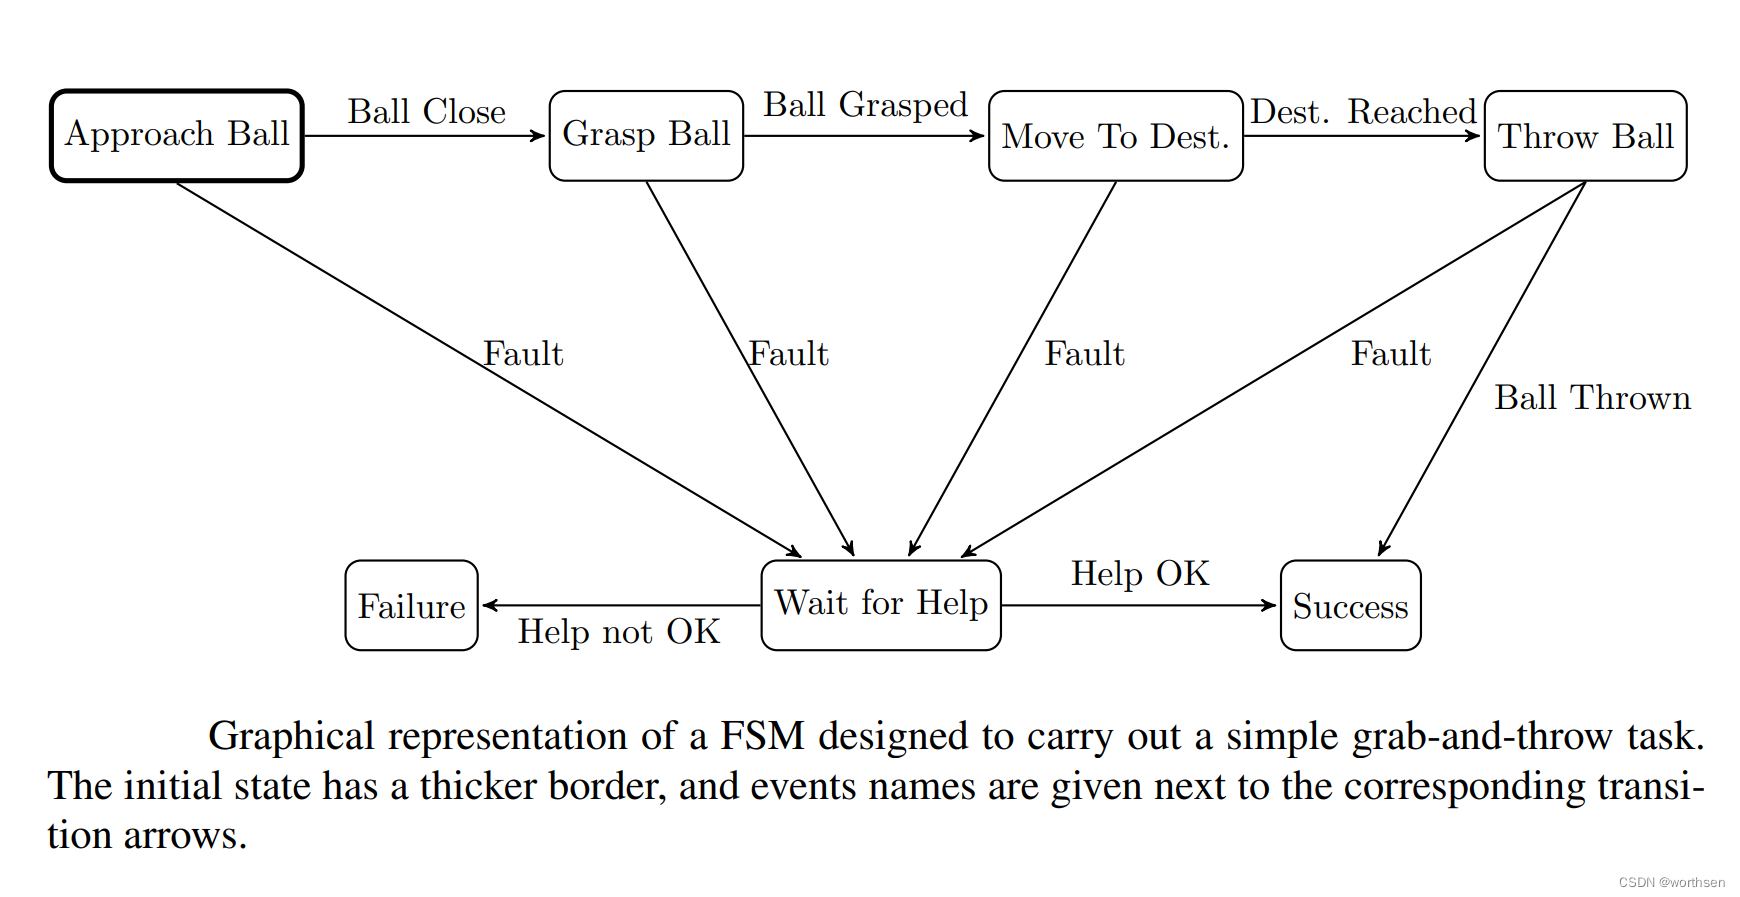 Ball Close
Ball Grasped
Dest. Reached
Approach Ball
Grasp Ball
Move To Dest.
Throw Ball
Fault
Fault
Fault
Fault
Ball Thrown
Help OK
Failure
Wait for Help
Success
Help not OK
Graphical representation of a FSM designed to carry out a simple grab-and-throw task.
The initial state has a thicker border, and events names are given next to the corresponding transi-
tion arrows.
CSDN @worthsen